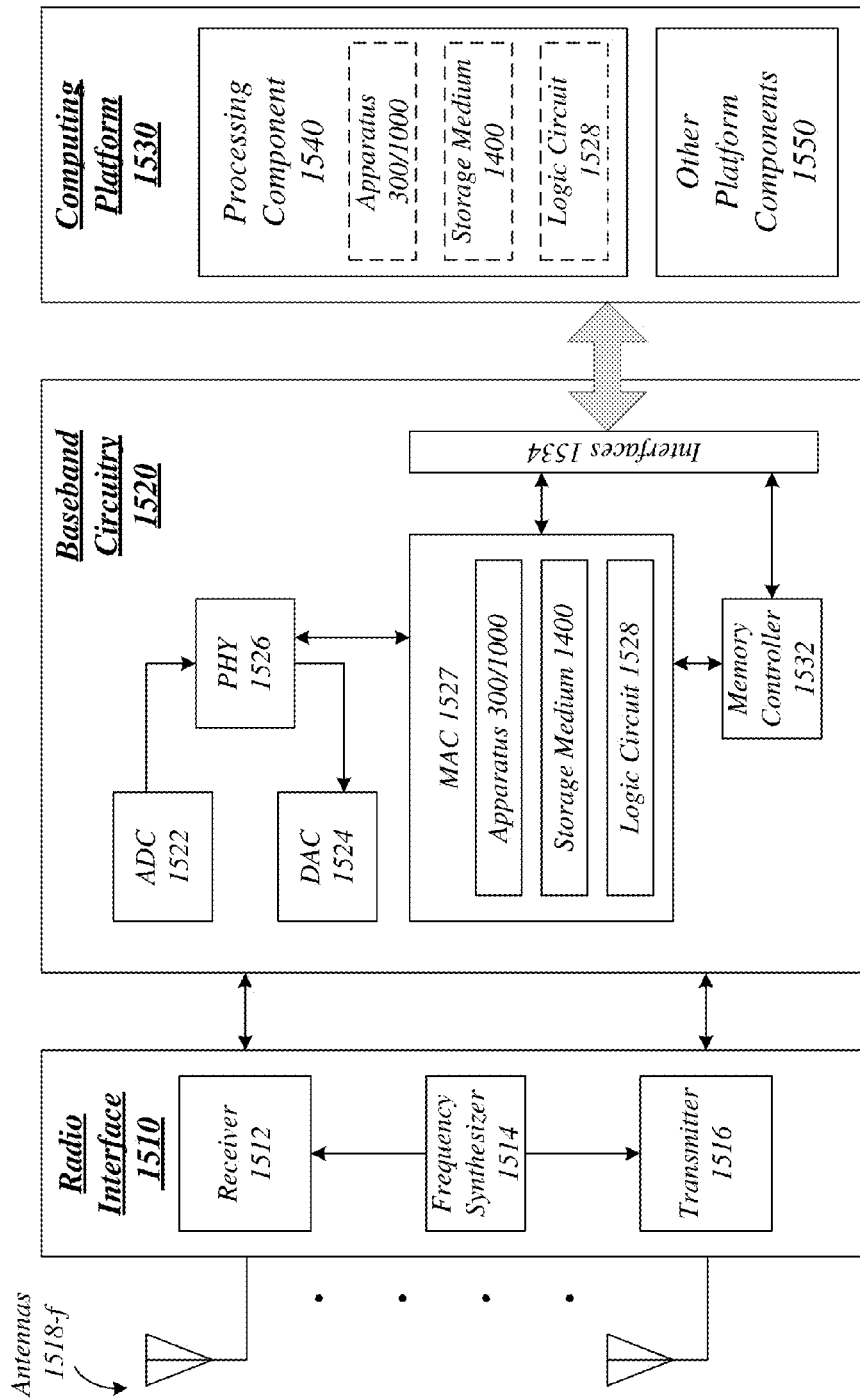 Antennas
1518-f
Radio
Interface
1510
Receiver
1512
Frequency
Synthesizer
1514
Transmitter
1516
Baseband
Circuitry
1520
ADC
1522
PHY
1526
DAC
1524
MAC 1527
Apparatus 300/1000
Storage Medium 1400
Logic Circuit 1528
Memory
Controller
1532
Interfaces 1534
Computing
Platform
1530
Processing
Component
1540
Apparatus
300/1000
Storage Medium
1400
Logic Circuit
1528
Other
Platform
Components
1550